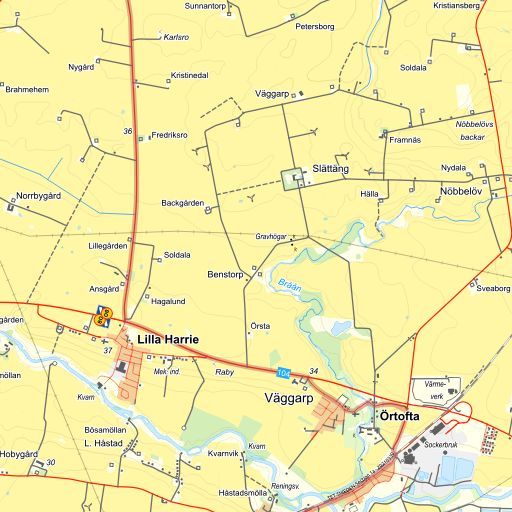 Sunnantorp
Kristiansberg
Petersborg
Karlsro
Nygård
Soldala
Kristinedal
Brahmehem
Väggarp
Nöbbelövs
backar
36
Fredriksro
Framnäs
Slättäng
Nydala
Nöbbelöv
Norrbygård
Hälla
Backgården
Gravhögar
Lillegården
Soldala
Benstorp
Bråån
Ansgård
Sveaborg
Hagalund
gården
Örsta
Lilla Harrie
37
Mek. ind.
Raby
104
34
möllan
Kvarn
Väggarp
Värme-
verk
Örtofta
Bösamöllan
L. Håstad
Hobygård
30
Kvarnvik
Kvarn
Sockerbruk
Reningsv.
Håstadsmölla